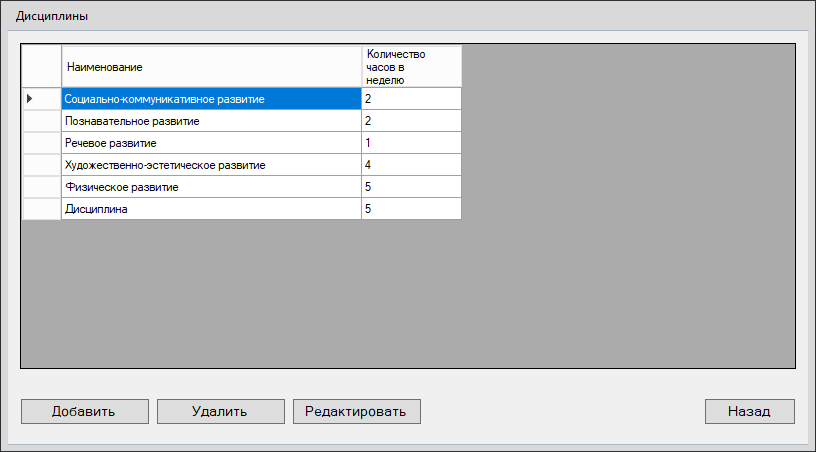 Дисциплины
Наименование
Количество
часов в
неделю
Социально-коммуникативное развитие 2
Познавательное развитие 2
Речевое развитие 1
Художественно-эстетическое развитие 4
Физическое развитие 5
Дисциплина 5
Добавить Удалить Редактировать Назад